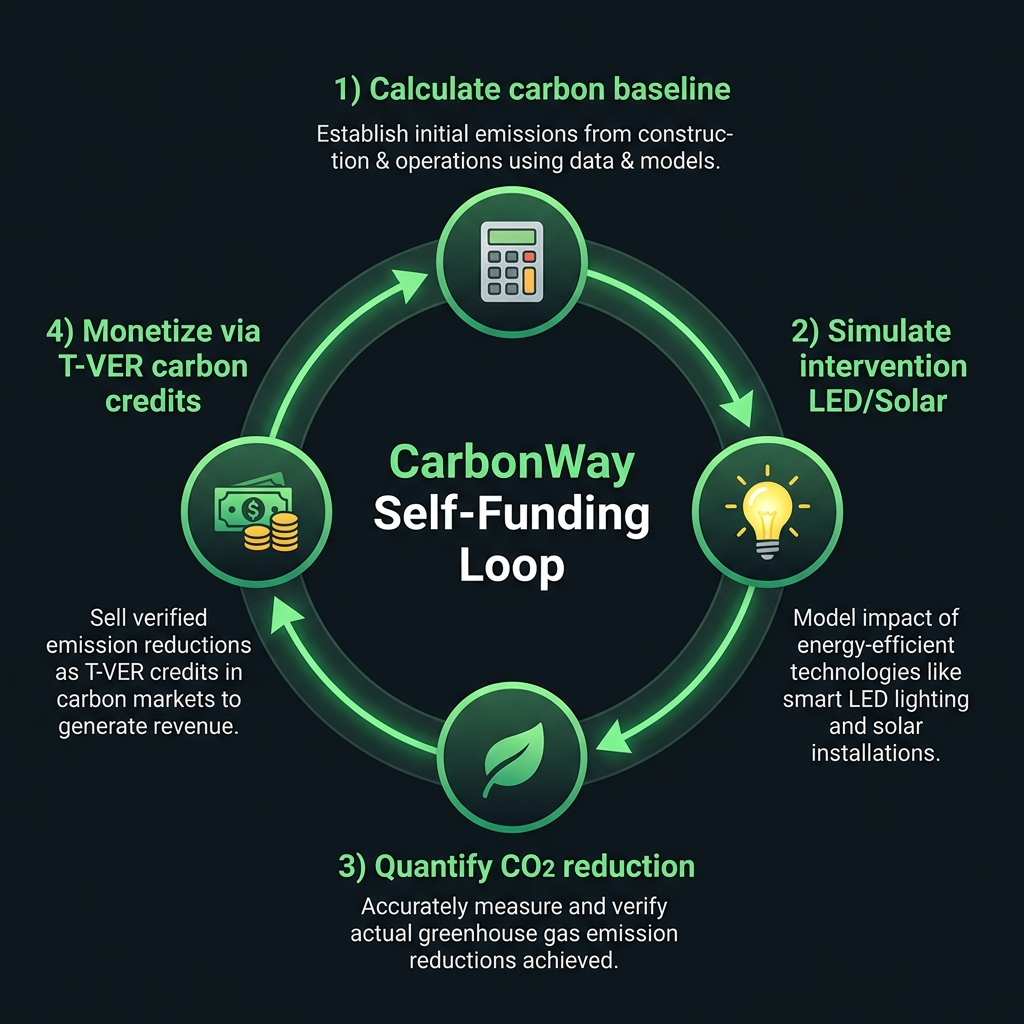 1) Calculate carbon baseline
Establish initial emissions from construc-
tion & operations using data & models.
4) Monetize via
T-VER carbon
credits
2) Simulate
intervention
LED/Solar
CarbonWay
Self-Funding
Loop
$
Sell verified
emission reductions
as T-VER credits in
carbon markets to
generate revenue.
Model impact of
energy-efficient
technologies like
smart LED lighting
and solar
installations.
3) Quantify CO2 reduction
Accurately measure and verify
actual greenhouse gas emission
reductions achieved.